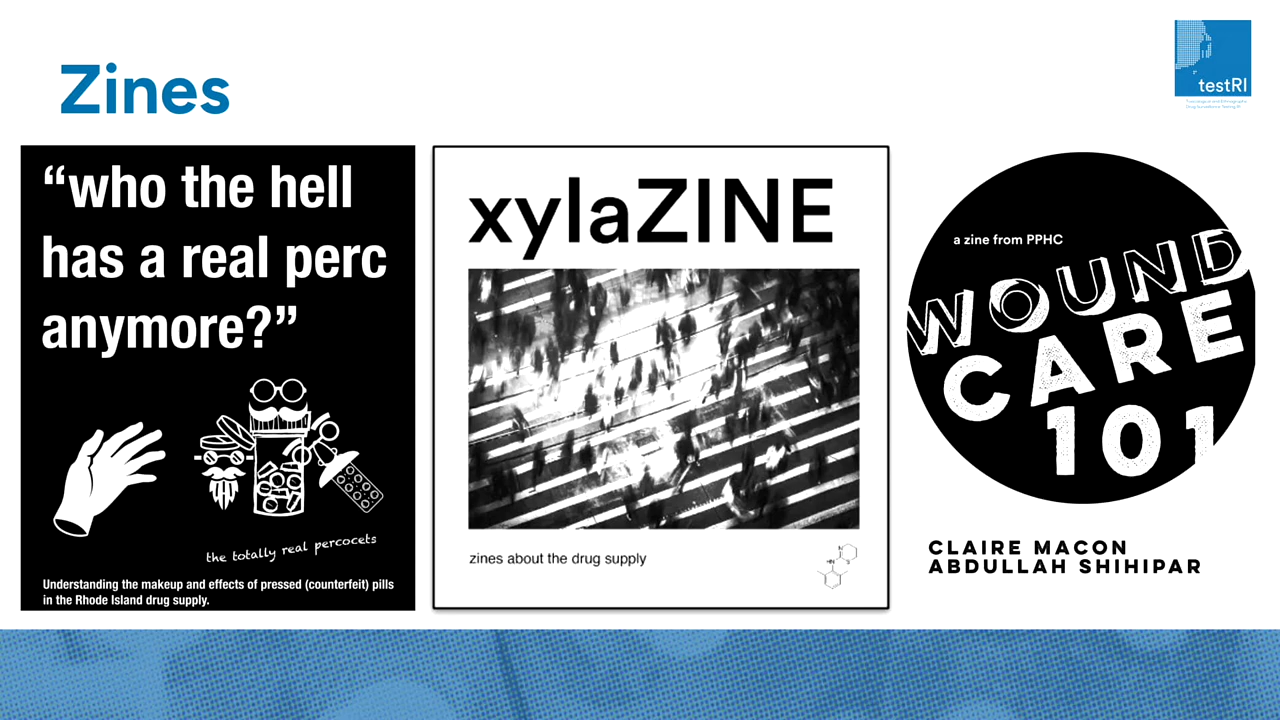 Zines
testRI
"who the hell
has a real perc
anymore?"
the totally real percocets
Understanding the makeup and effects of pressed (counterfeit) pills
in the Rhode Island drug supply.
xylaZINE
zines about the drug supply
N
HN
S
a zine from PPHC
WOUND
CARE
101
CLAIRE MACON
ABDULLAH SHIHIPAR